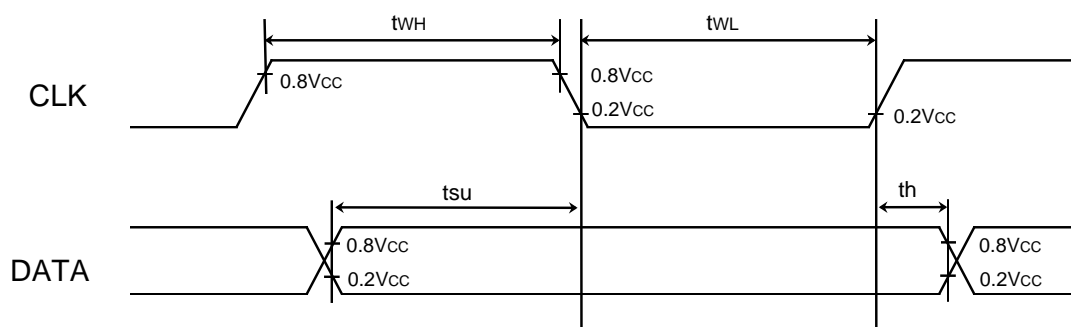 tWH tWL
CLK 0.8VCC 0.8VCC
0.2VCC 0.2VCC
tsu th
DATA 0.8VCC 0.8VCC
0.2VCC 0.2VCC